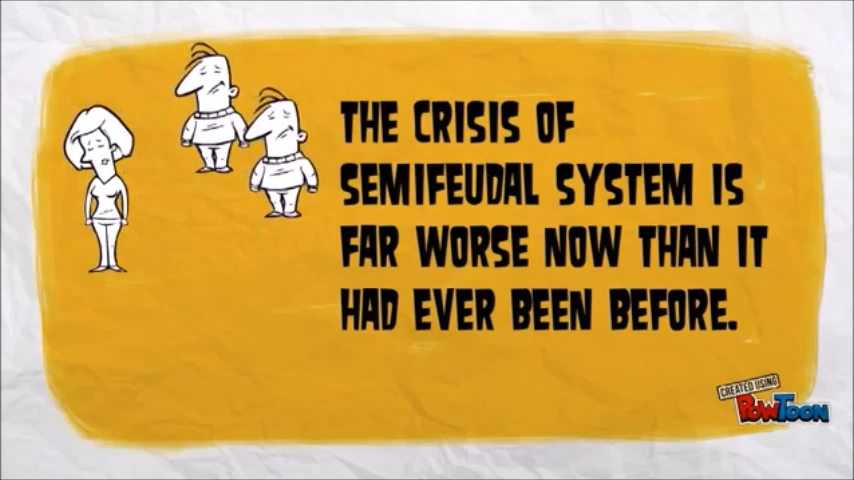 THE CRISIS OF
SEMIFEUDAL SYSTEM IS
FAR WORSE NOW THAN IT
HAD EVER BEEN BEFORE.
CREATED USING
POWTOON